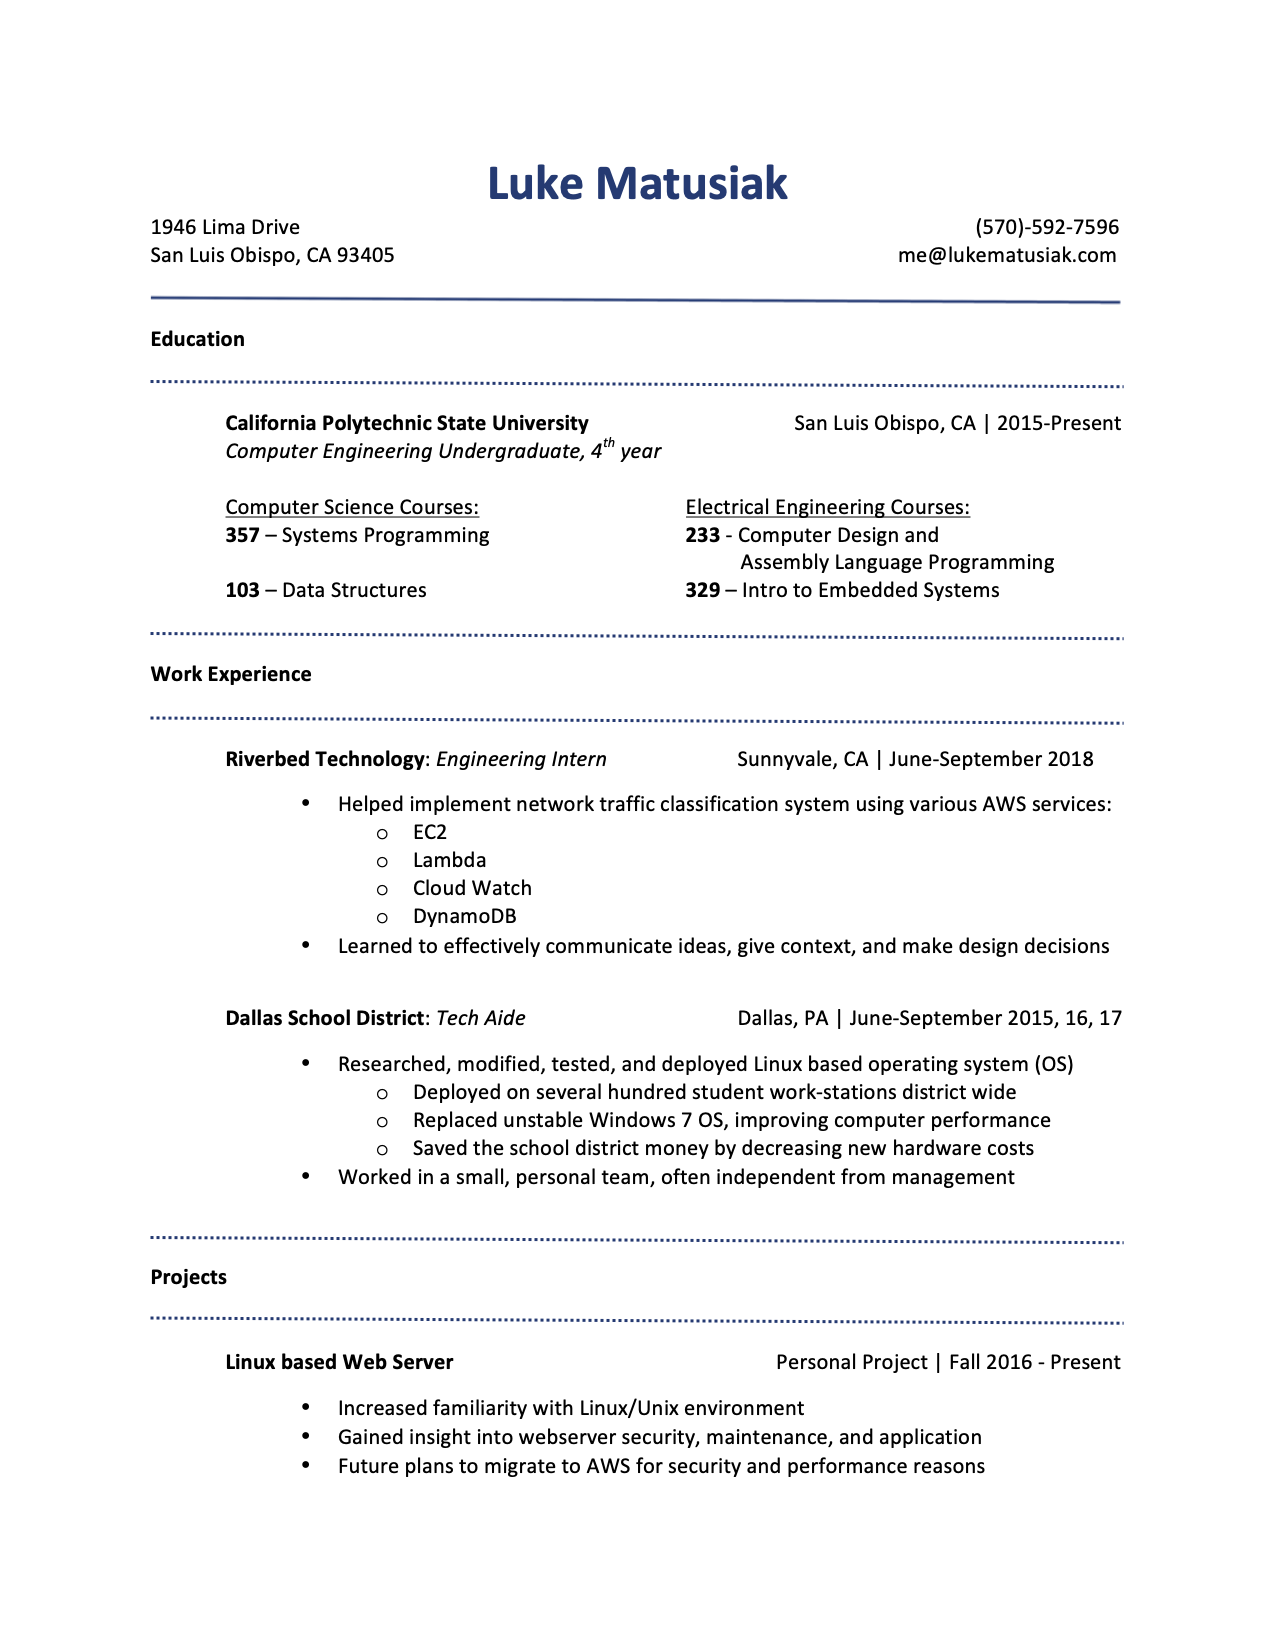 Luke Matusiak
1946 Lima Drive (570)-592-7596
San Luis Obispo, CA 93405 me@lukematusiak.com
Education
California Polytechnic State University San Luis Obispo, CA | 2015-Present
Computer Engineering Undergraduate, 4th year
Computer Science Courses: Electrical Engineering Courses:
357 – Systems Programming 233 - Computer Design and
Assembly Language Programming
103 – Data Structures 329 – Intro to Embedded Systems
Work Experience
Riverbed Technology: Engineering Intern Sunnyvale, CA | June-September 2018
• Helped implement network traffic classification system using various AWS services:
o EC2
o Lambda
o Cloud Watch
o DynamoDB
• Learned to effectively communicate ideas, give context, and make design decisions
Dallas School District: Tech Aide Dallas, PA | June-September 2015, 16, 17
• Researched, modified, tested, and deployed Linux based operating system (OS)
o Deployed on several hundred student work-stations district wide
o Replaced unstable Windows 7 OS, improving computer performance
o Saved the school district money by decreasing new hardware costs
• Worked in a small, personal team, often independent from management
Projects
Linux based Web Server Personal Project | Fall 2016 - Present
• Increased familiarity with Linux/Unix environment
• Gained insight into webserver security, maintenance, and application
• Future plans to migrate to AWS for security and performance reasons